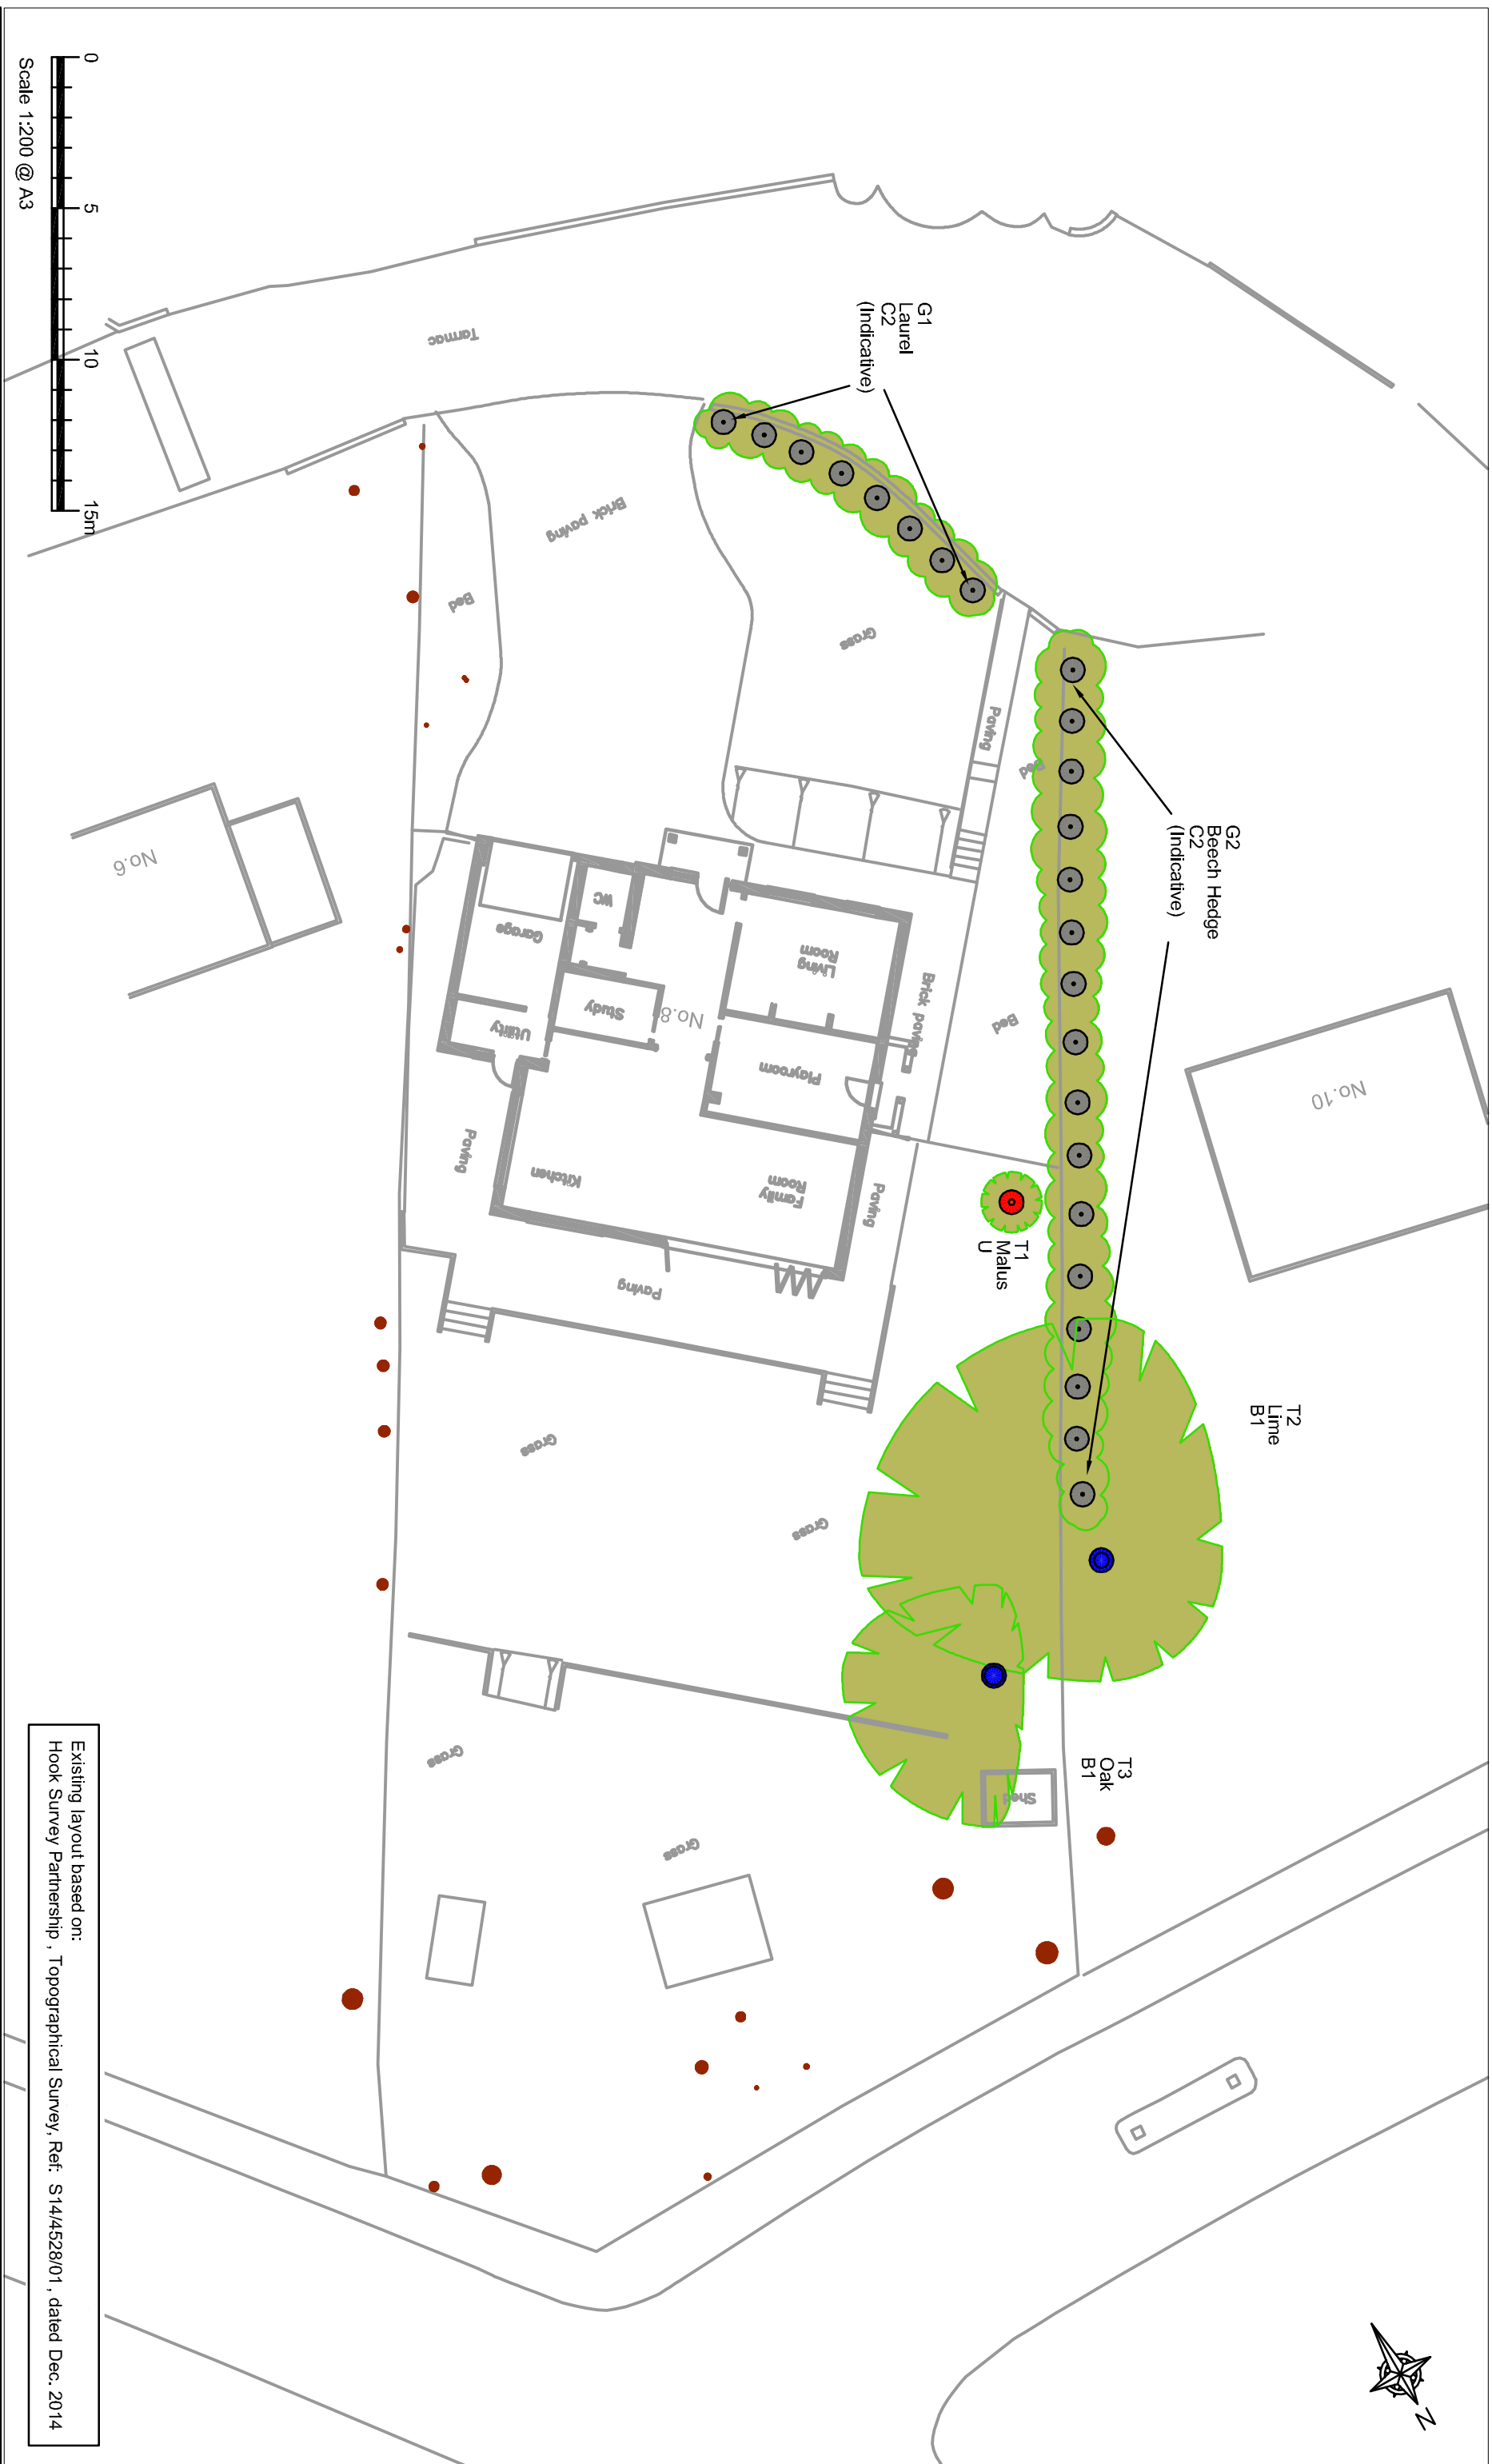 0
5
10
15m
Scale 1:200 @ A3
Tarmac
G1
Laurel
C2
(Indicative)
Brick paving
Bed
Grass
Paving
Bed
G2
Beech Hedge
C2
(Indicative)
No.6
No.10
WC
Garage
Living
Room
Study
Utility
No.8
Playroom
Brick paving
Bed
Kitchen
Family
Room
Paving
Paving
Paving
T1
Malus
U
T2
Lime
B1
Grass
Grass
T3
Oak
B1
Shed
Grass
Grass
Existing layout based on:
Hook Survey Partnership , Topographical Survey, Ref:  S14/4528/01 , dated Dec. 2014
N